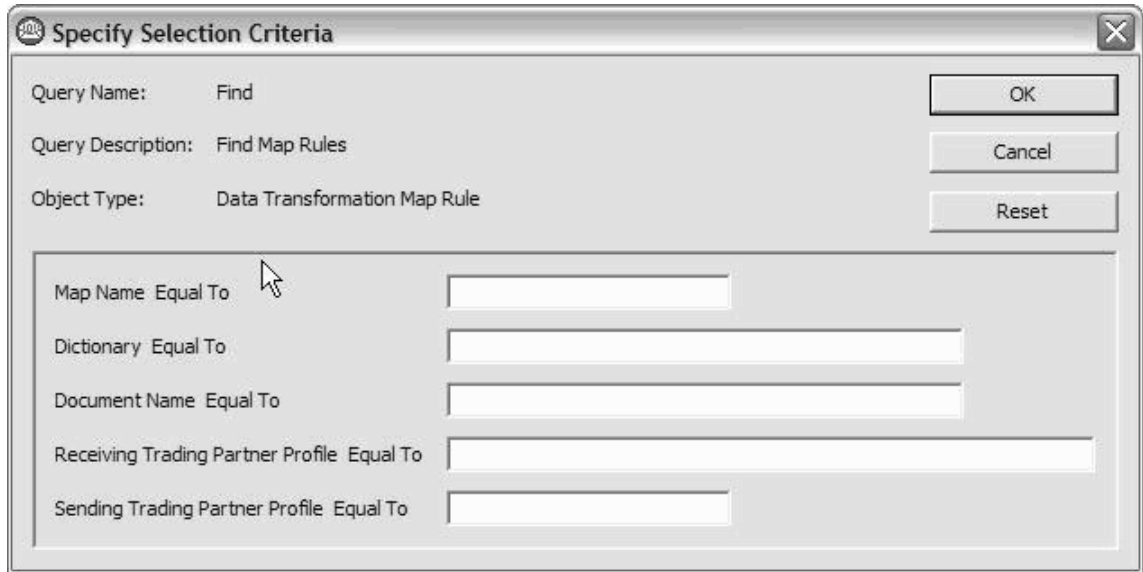 Specify Selection Criteria
Query Name: Find
OK
Query Description: Find Map Rules
Cancel
Object Type: Data Transformation Map Rule
Reset
Map Name Equal To
Dictionary Equal To
Document Name Equal To
Receiving Trading Partner Profile Equal To
Sending Trading Partner Profile Equal To